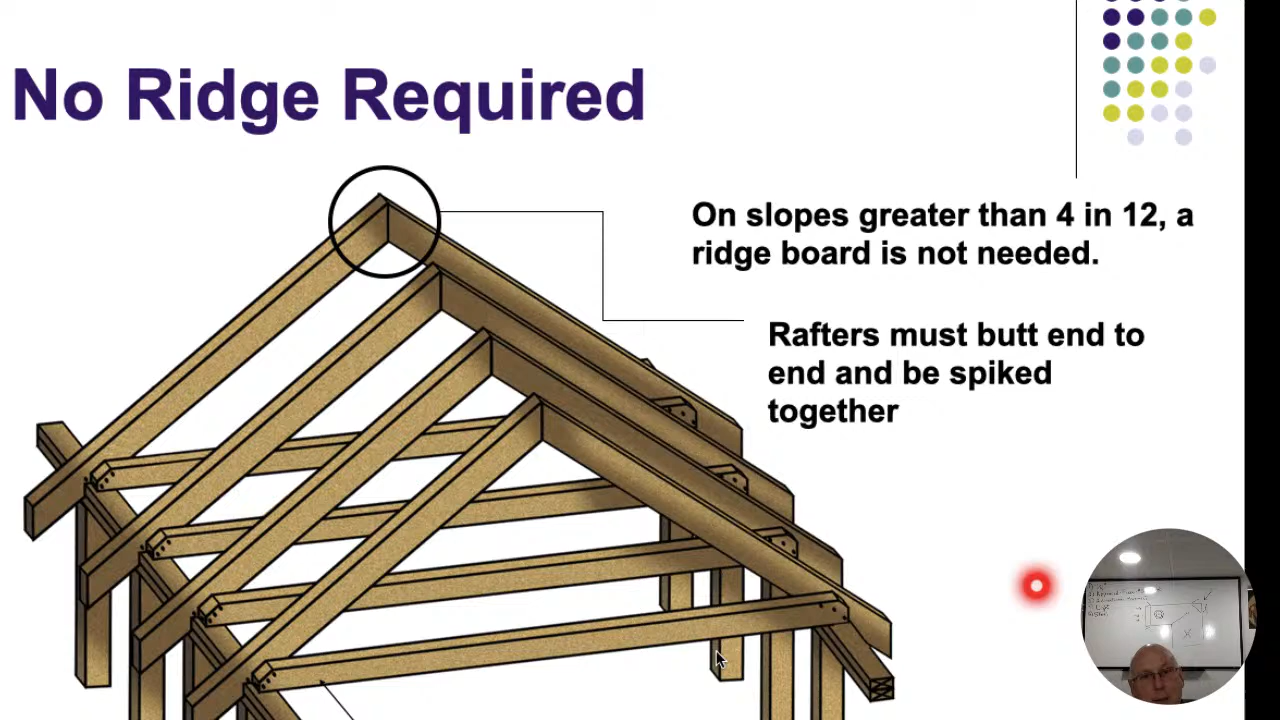 No Ridge Required
On slopes greater than 4 in 12, a
ridge board is not needed.
Rafters must butt end to
end and be spiked
together